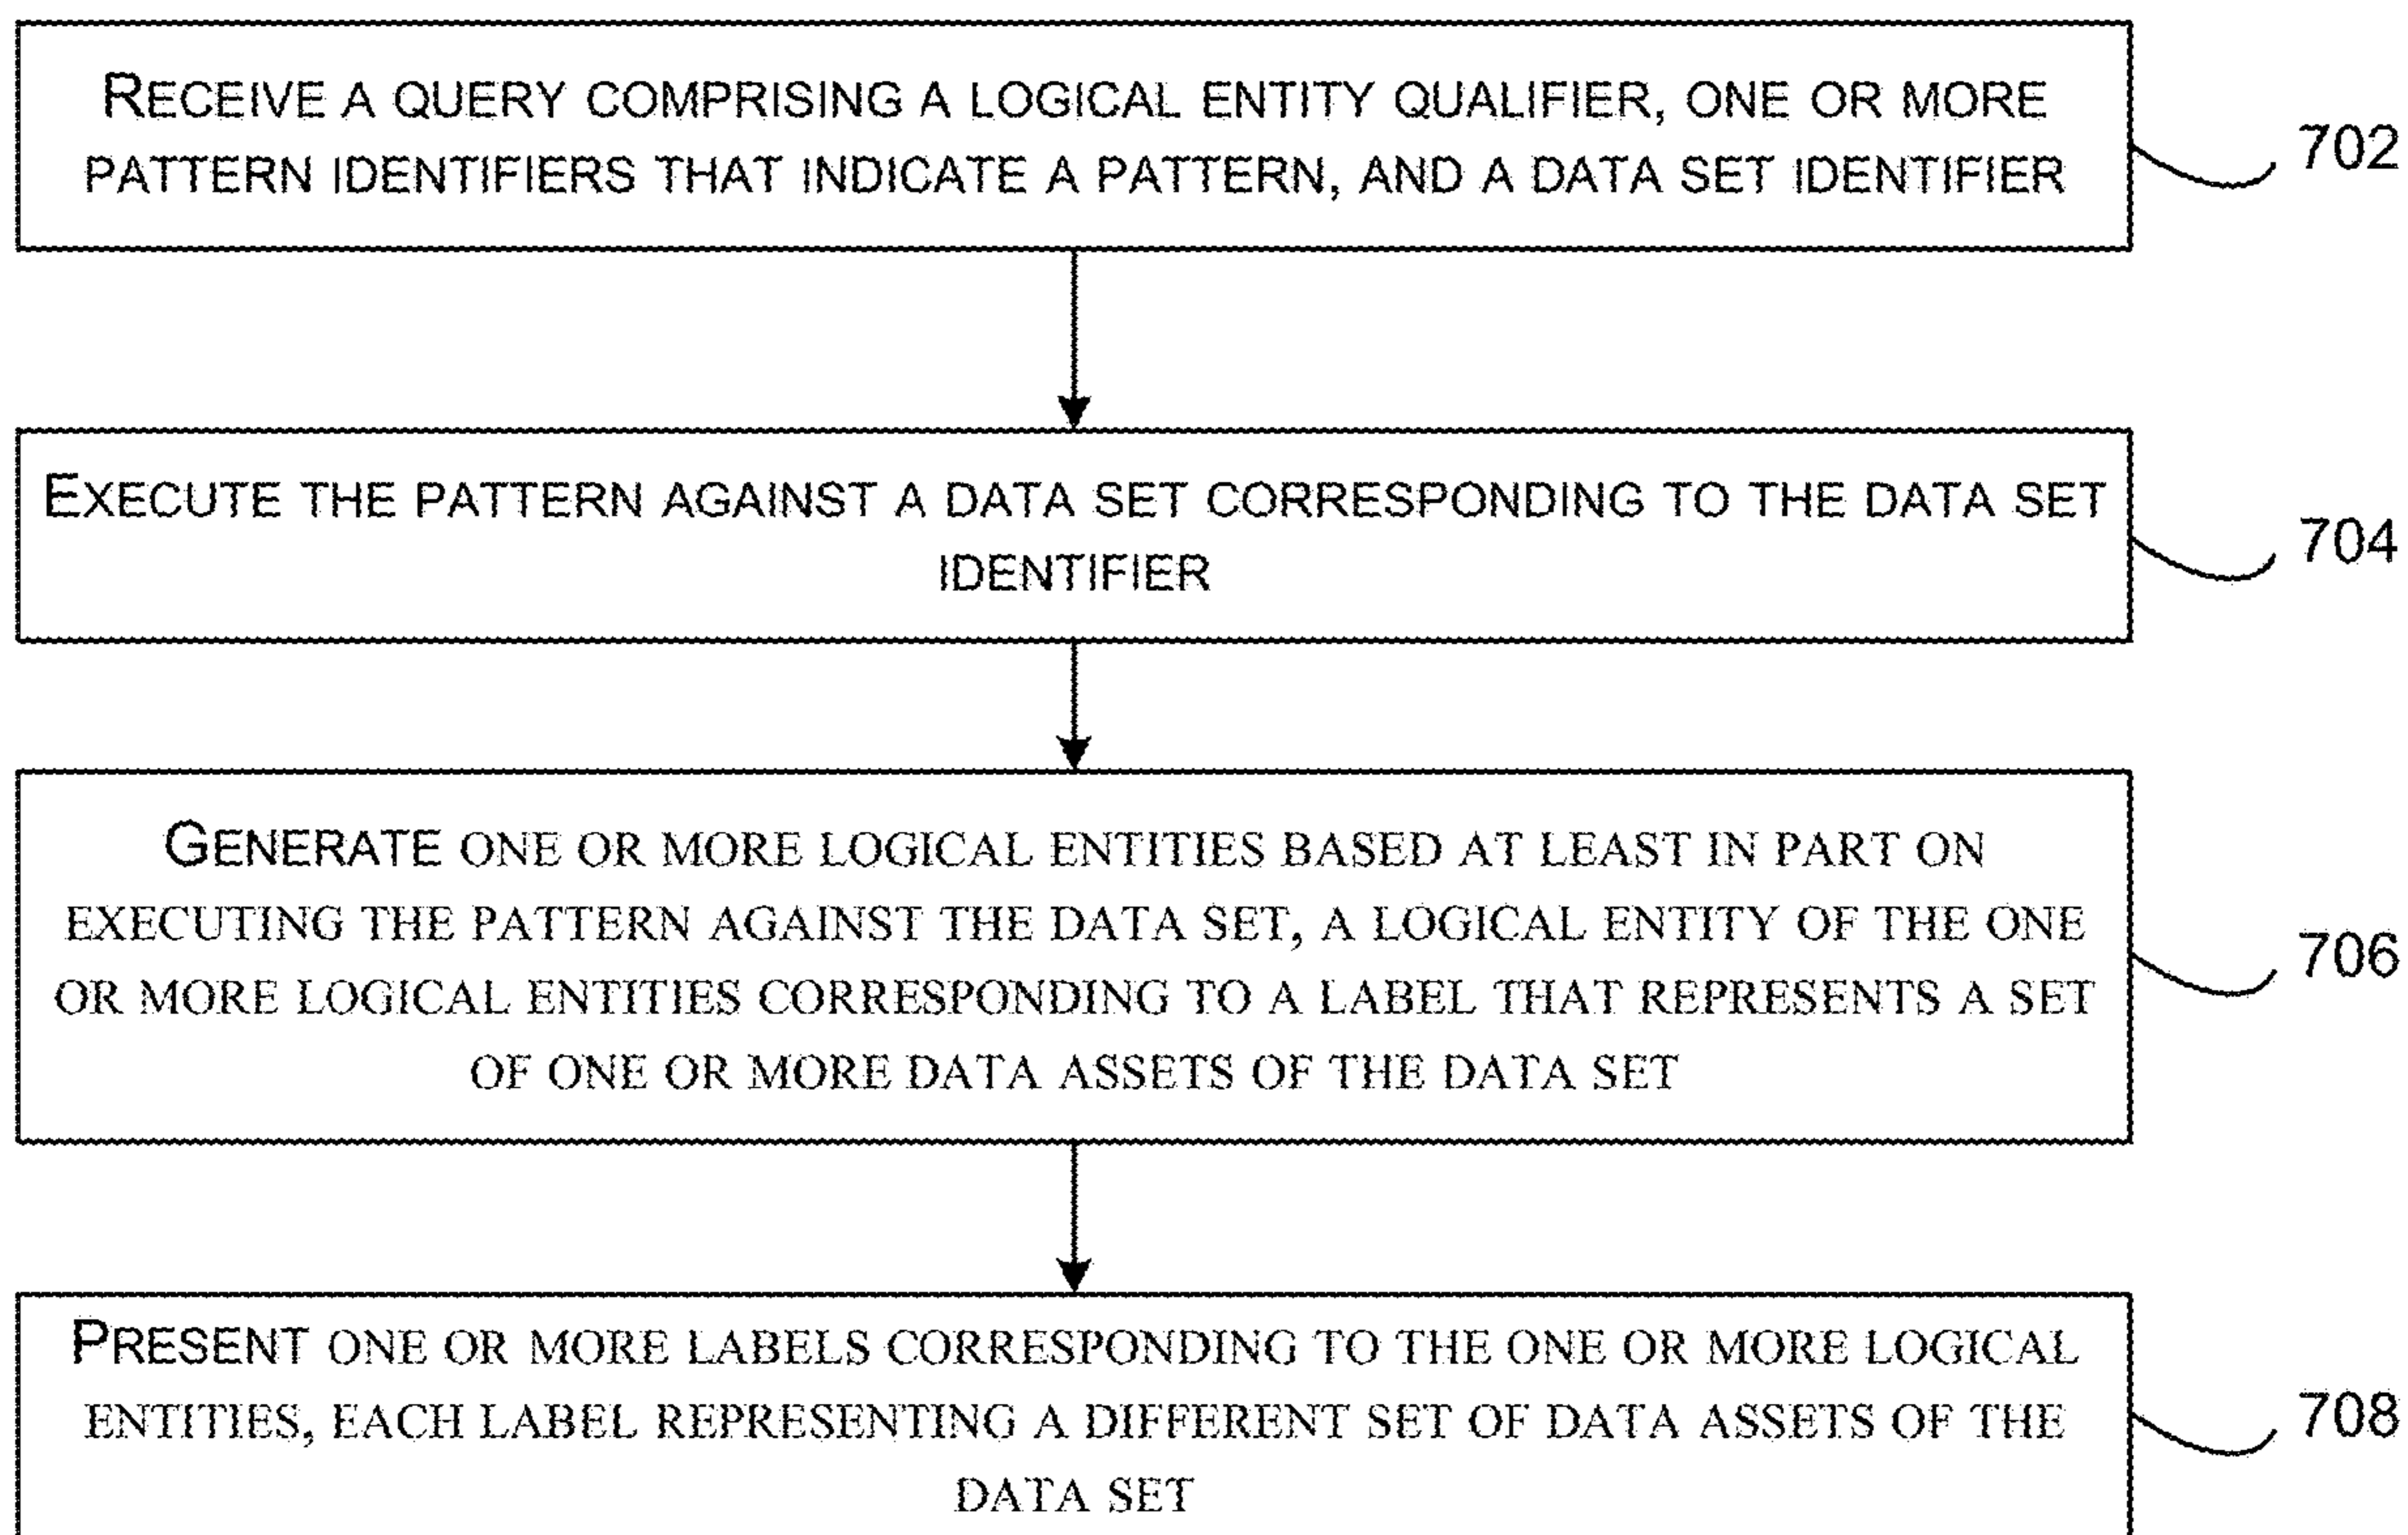 RECEIVE A QUERY COMPRISING A LOGICAL ENTITY QUALIFIER, ONE OR MORE
PATTERN IDENTIFIERS THAT INDICATE A PATTERN, AND A DATA SET IDENTIFIER
702
EXECUTE THE PATTERN AGAINST A DATA SET CORRESPONDING TO THE DATA SET
IDENTIFIER
704
GENERATE ONE OR MORE LOGICAL ENTITIES BASED AT LEAST IN PART ON
EXECUTING THE PATTERN AGAINST THE DATA SET, A LOGICAL ENTITY OF THE ONE
OR MORE LOGICAL ENTITIES CORRESPONDING TO A LABEL THAT REPRESENTS A SET
OF ONE OR MORE DATA ASSETS OF THE DATA SET
706
PRESENT ONE OR MORE LABELS CORRESPONDING TO THE ONE OR MORE LOGICAL
ENTITIES, EACH LABEL REPRESENTING A DIFFERENT SET OF DATA ASSETS OF THE
DATA SET
708